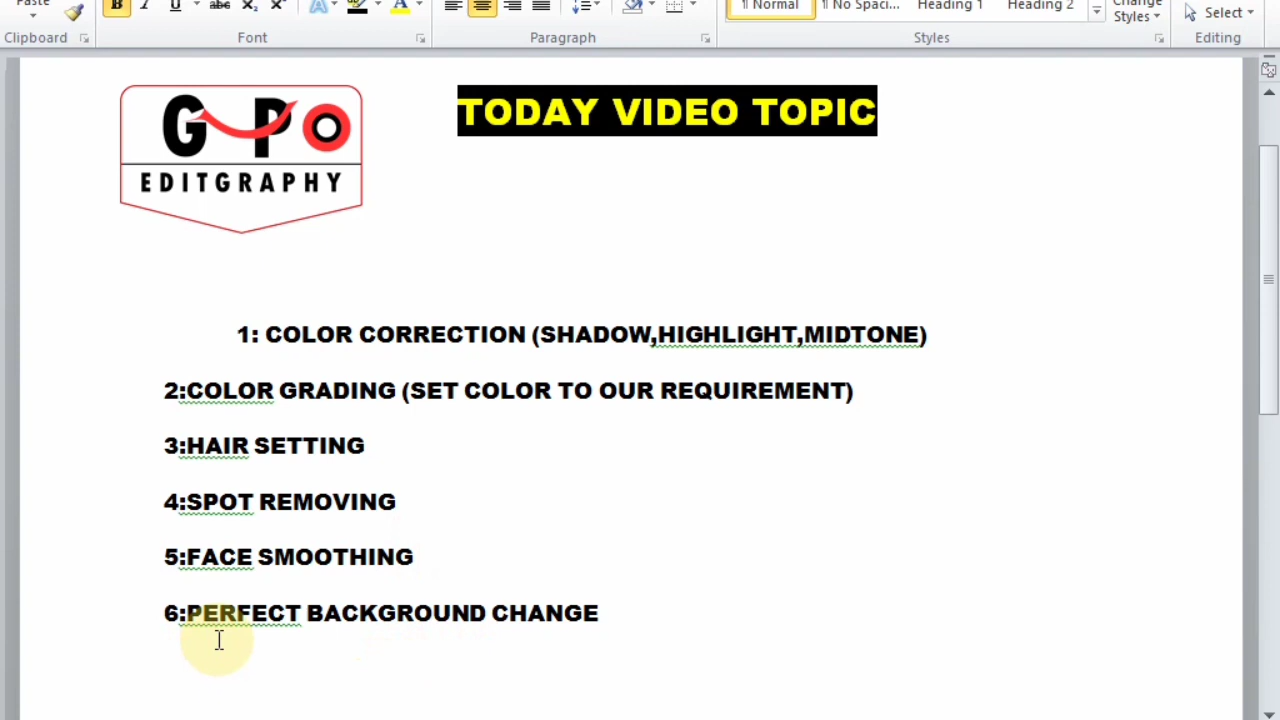 Paste
B I U abc X₂ X² A A
Normal No Spaci... Heading 1 Heading 2 Change
Styles Select
Clipboard Font Paragraph Styles Editing
GPO
EDITGRAPHY
TODAY VIDEO TOPIC
1: COLOR CORRECTION (SHADOW,HIGHLIGHT,MIDTONE)
2:COLOR GRADING (SET COLOR TO OUR REQUIREMENT)
3:HAIR SETTING
4:SPOT REMOVING
5:FACE SMOOTHING
6:PERFECT BACKGROUND CHANGE